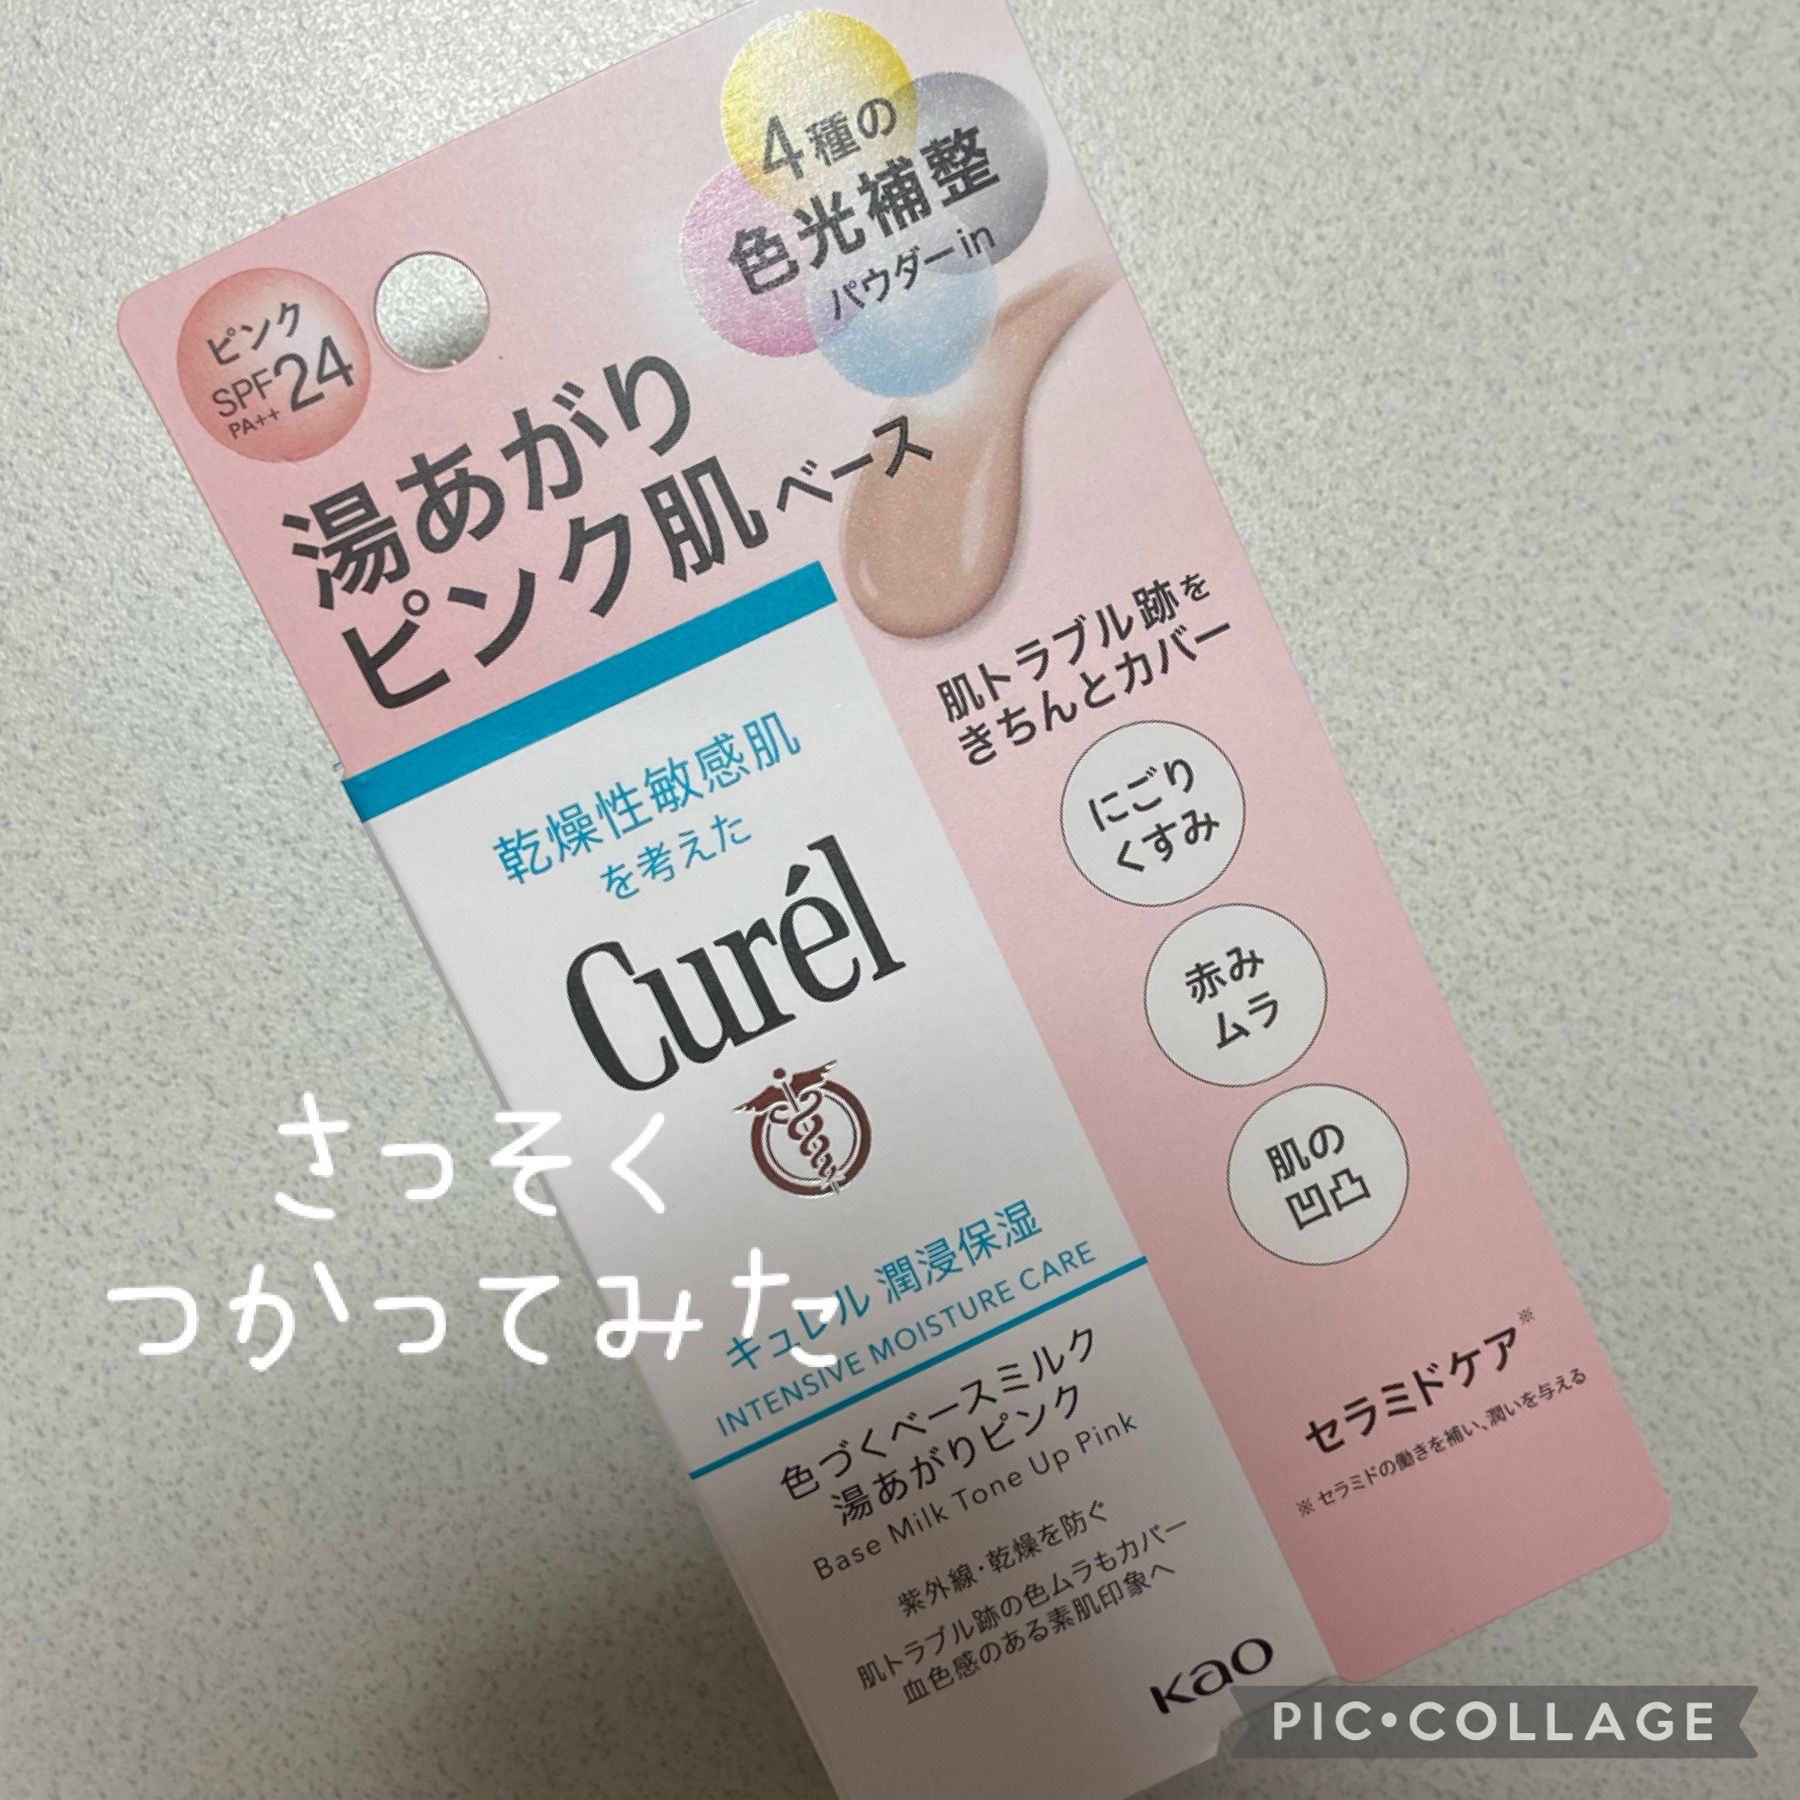 4種の
色光補整
パウダーin
ピンク
SPF24
PA++
湯あがり
ピンク肌ベース
肌トラブル跡を
きちんとカバー
にごり
くすみ
赤み
ムラ
肌の
凹凸
乾燥性敏感肌
を考えた
Curél
さっそく
つかってみた
キュレル 潤浸保湿
INTENSIVE MOISTURE CARE
色づくベースミルク
湯あがりピンク
Base Milk Tone Up Pink
紫外線・乾燥を防ぐ
肌トラブル跡の色ムラもカバー
血色感のある素肌印象へ
セラミドケア※
※セラミドの働きを補い、潤いを与える
Kao
PIC•COLLAGE